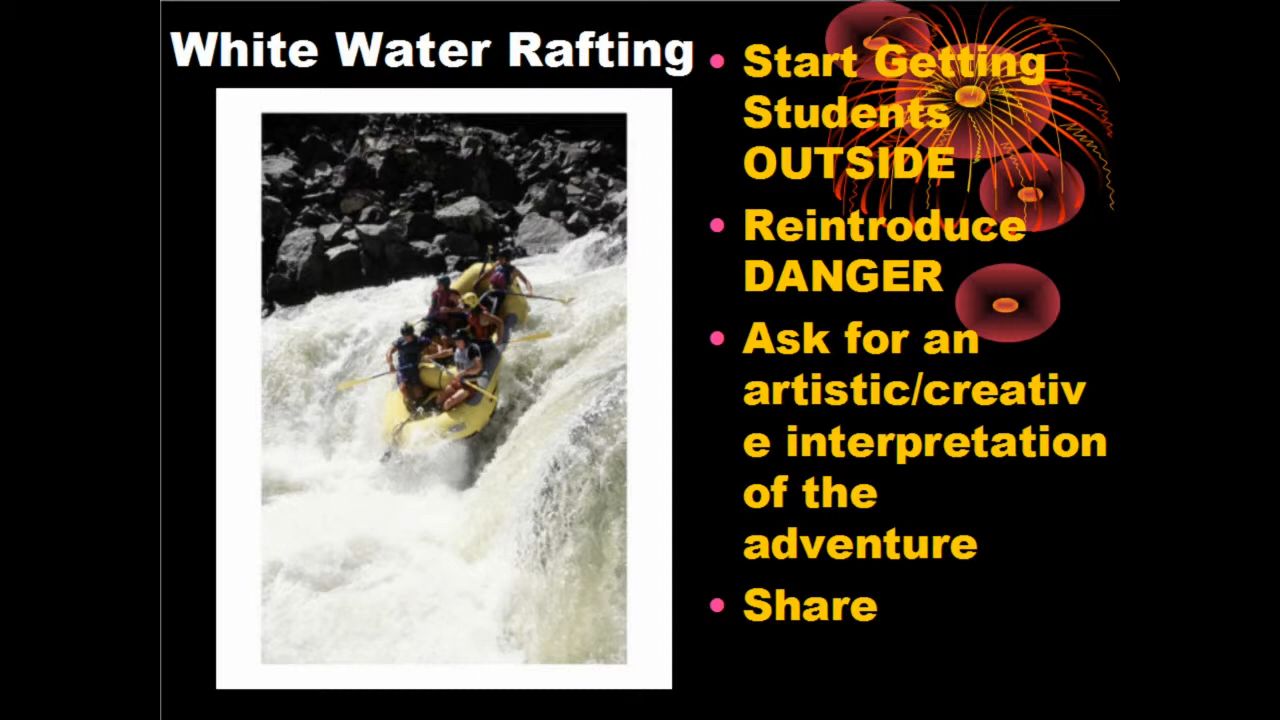 White Water Rafting
• Start Getting
Students
OUTSIDE
• Reintroduce
DANGER
• Ask for an
artistic/creativ
e interpretation
of the
adventure
• Share